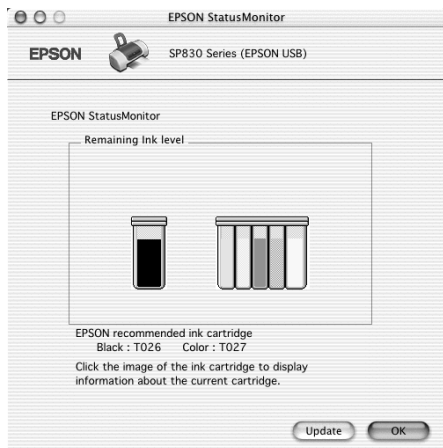 EPSON StatusMonitor
EPSON
SP830 Series (EPSON USB)
EPSON StatusMonitor
Remaining Ink level
EPSON recommended ink cartridge
Black : T026 Color : T027
Click the image of the ink cartridge to display
information about the current cartridge.
Update OK